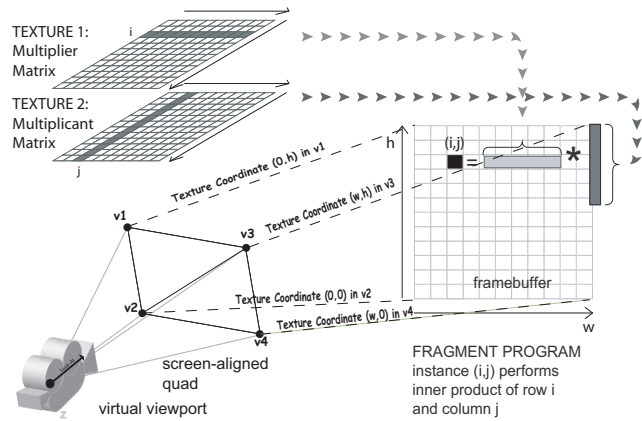 TEXTURE 1:
Multiplier
Matrix
i
TEXTURE 2:
Multiplicant
Matrix
j
h
(i,j)
=
*
Texture Coordinate (0,h) in v1
Texture Coordinate (w,h) in v3
v1
v3
v2
v4
Texture Coordinate (0,0) in v2
Texture Coordinate (w,0) in v4
framebuffer
w
screen-aligned
quad
virtual viewport
z
FRAGMENT PROGRAM
instance (i,j) performs
inner product of row i
and column j